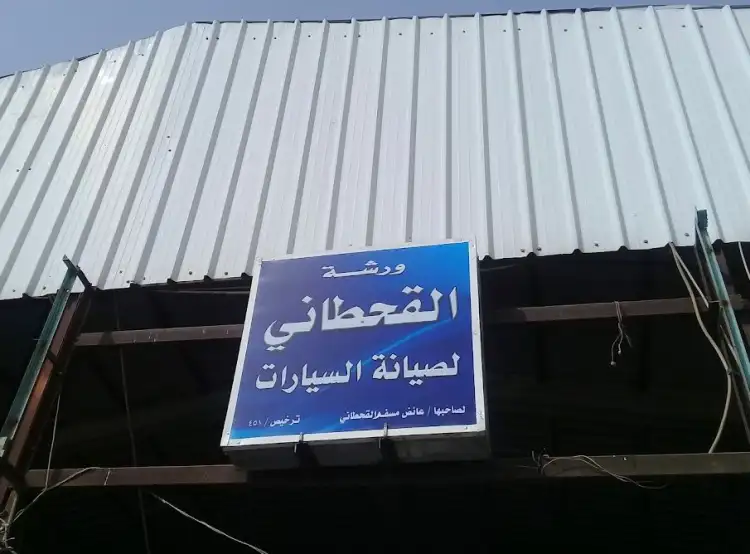 ورشة
القحطاني
لصيانة السيارات
لصاحبها / عائض مسفر القحطاني ترخيص / ٤٥١